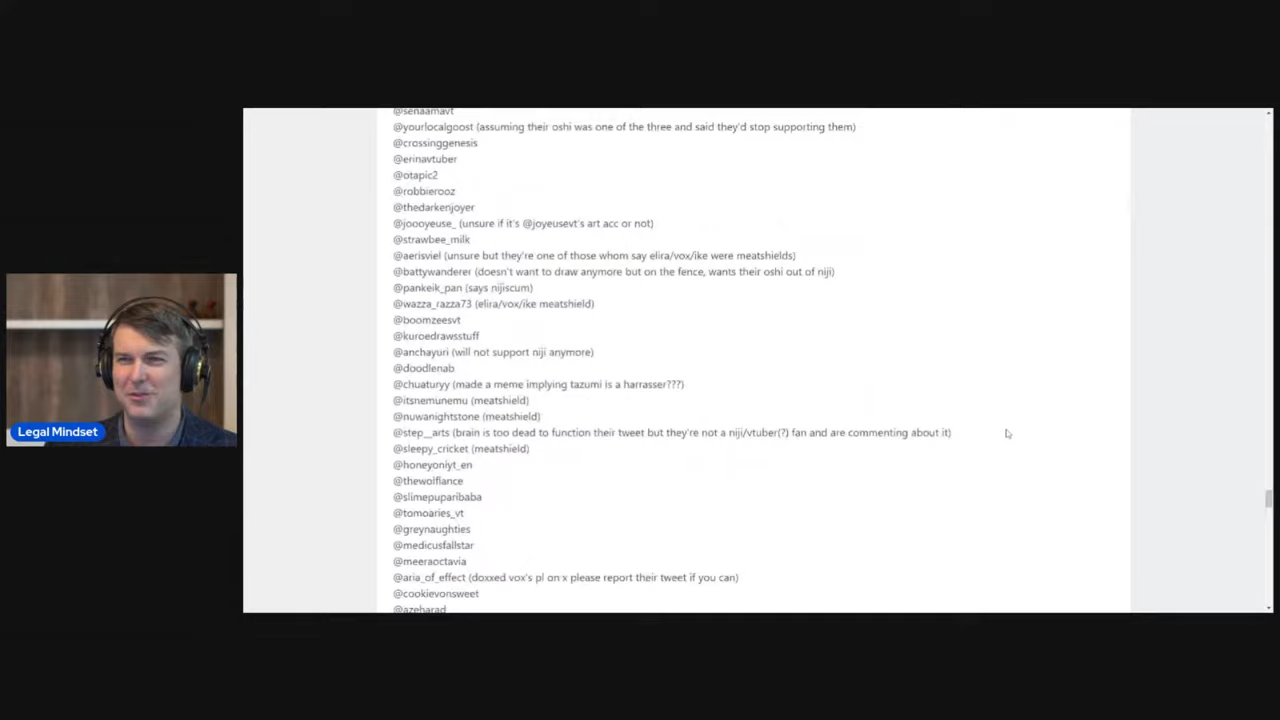 @senaamavt
@yourlocalgoost (assuming their oshi was one of the three and said they'd stop supporting them)
@crossinggenesis
@erinavtuber
@otapic2
@robbierooz
@thedarkenjoyer
@joooyeuse_ (unsure if it's @joyeusevt's art acc or not)
@strawbee_milk
@aerisviel (unsure but they're one of those whom say elira/vox/ike were meatshields)
@battywanderer (doesn't want to draw anymore but on the fence, wants their oshi out of niji)
@pankeik_pan (says nijiscum)
@wazza_razza73 (elira/vox/ike meatshield)
@boomzeesvt
@kuroedrawsstuff
@anchayuri (will not support niji anymore)
@doodlenab
@chuaturyy (made a meme implying tazumi is a harrasser???)
@itsnemunemu (meatshield)
@nuwanightstone (meatshield)
@step__arts (brain is too dead to function their tweet but they're not a niji/vtuber(?) fan and are commenting about it)
@sleepy_cricket (meatshield)
@honeyoniyt_en
@thewolflance
@slimepuparibaba
@tomoaries_vt
@greynaughties
@medicusfallstar
@meeraoctavia
@aria_of_effect (doxxed vox's pl on x please report their tweet if you can)
@cookievonsweet
@azeharad
Legal Mindset